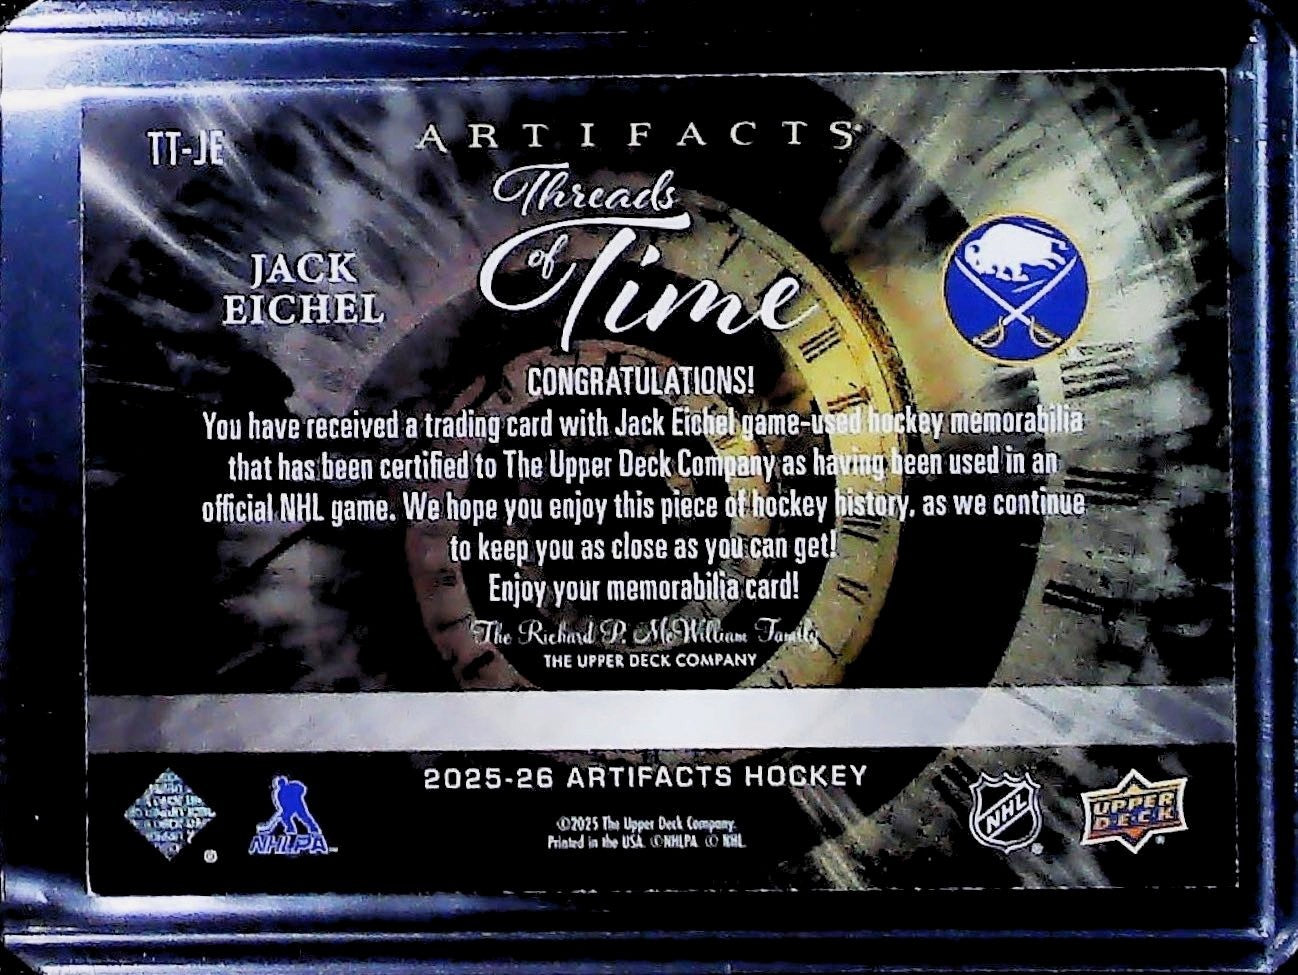 TT-JE
ARTIFACTS
Threads
of Time
JACK
EICHEL
CONGRATULATIONS!
You have received a trading card with Jack Eichel game-used hockey memorabilia
that has been certified to The Upper Deck Company as having been used in an
official NHL game. We hope you enjoy this piece of hockey history, as we continue
to keep you as close as you can get!
Enjoy your memorabilia card!
The Richard P. McWilliam Family
THE UPPER DECK COMPANY
2025-26 ARTIFACTS HOCKEY
©2025 The Upper Deck Company.
Printed in the USA. ©NHLPA. © NHL.
NHLPA
NHL
UPPER
DECK